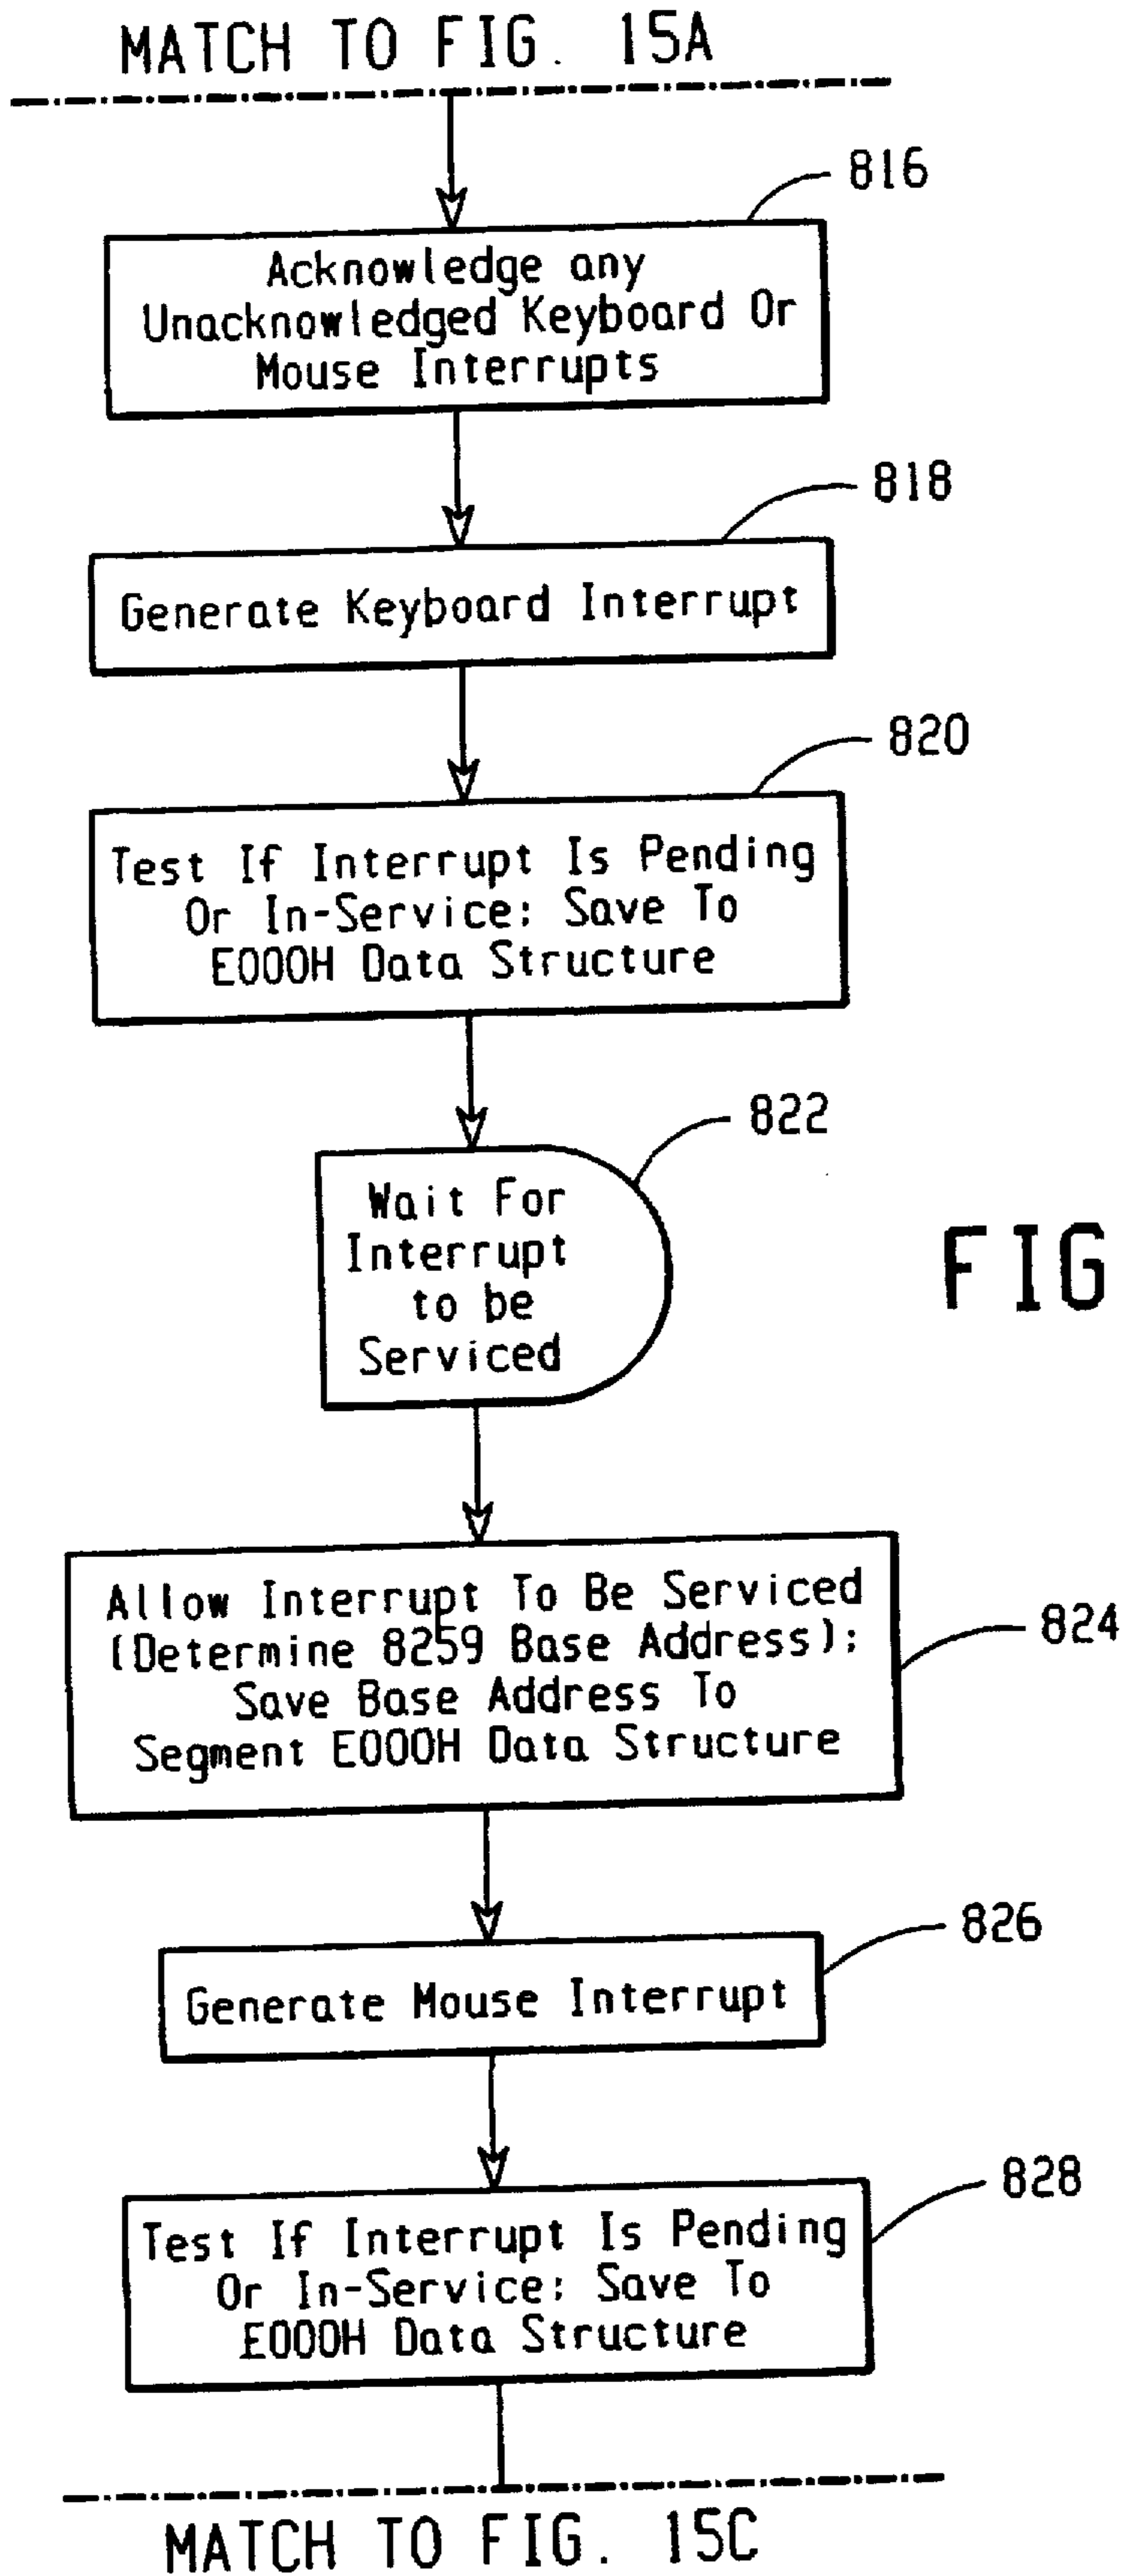 MATCH TO FIG. 15A
816
Acknowledge any
Unacknowledged Keyboard Or
Mouse Interrupts
818
Generate Keyboard Interrupt
820
Test If Interrupt Is Pending
Or In-Service; Save To
E000H Data Structure
822
Wait For
Interrupt
to be
Serviced
FIG
Allow Interrupt To Be Serviced
(Determine 8259 Base Address);
Save Base Address To
Segment E000H Data Structure
824
826
Generate Mouse Interrupt
828
Test If Interrupt Is Pending
Or In-Service; Save To
E000H Data Structure
MATCH TO FIG. 15C